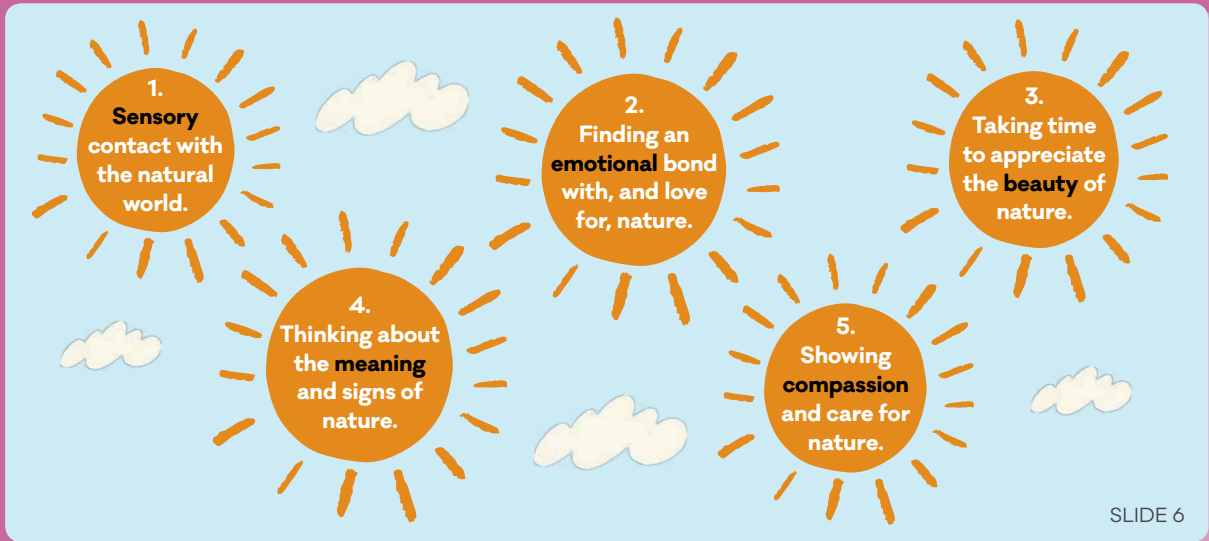 1.
Sensory
contact with
the natural
world.
2.
Finding an
emotional bond
with, and love
for, nature.
3.
Taking time
to appreciate
the beauty of
nature.
4.
Thinking about
the meaning
and signs of
nature.
5.
Showing
compassion
and care for
nature.
SLIDE 6